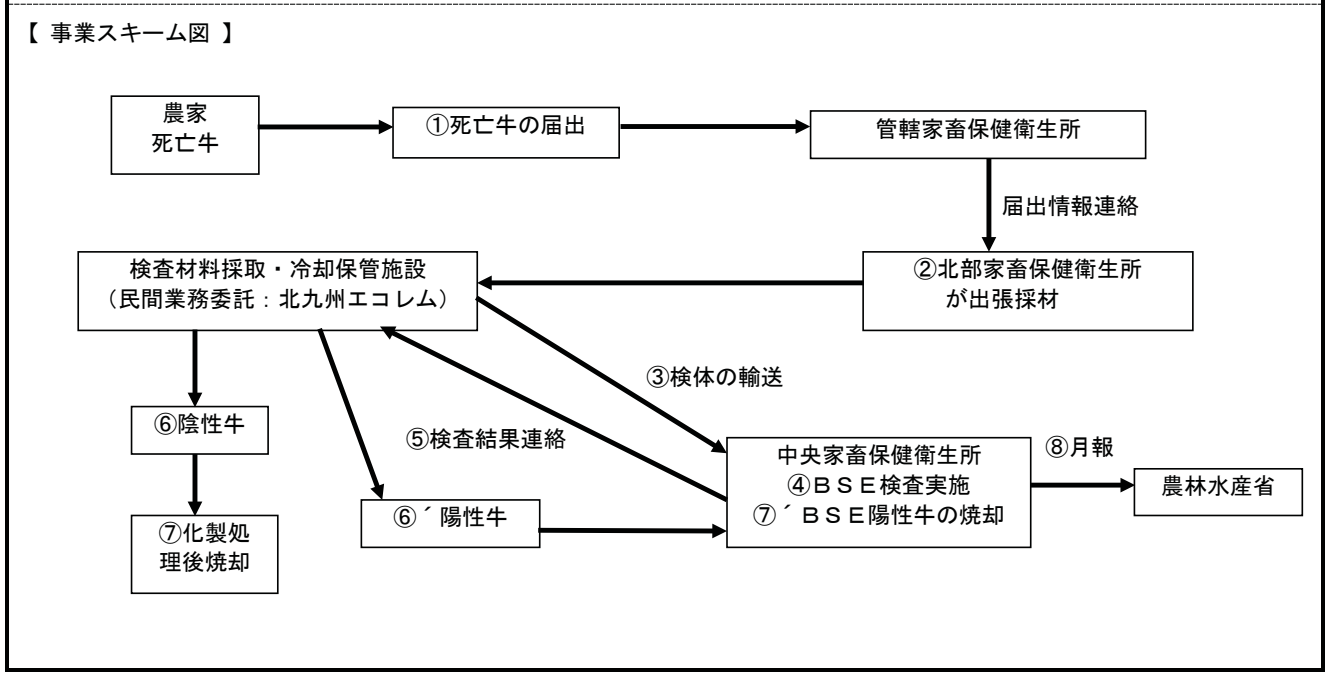 【 事業スキーム図 】
農家
死亡牛
①死亡牛の届出
管轄家畜保健衛生所
届出情報連絡
②北部家畜保健衛生所
が出張採材
検査材料採取・冷却保管施設
(民間業務委託:北九州エコレム)
③検体の輸送
⑤検査結果連絡
⑥陰性牛
⑦化製処
理後焼却
⑥´陽性牛
中央家畜保健衛生所
④BSE検査実施
⑦´BSE陽性牛の焼却
⑧月報
農林水産省